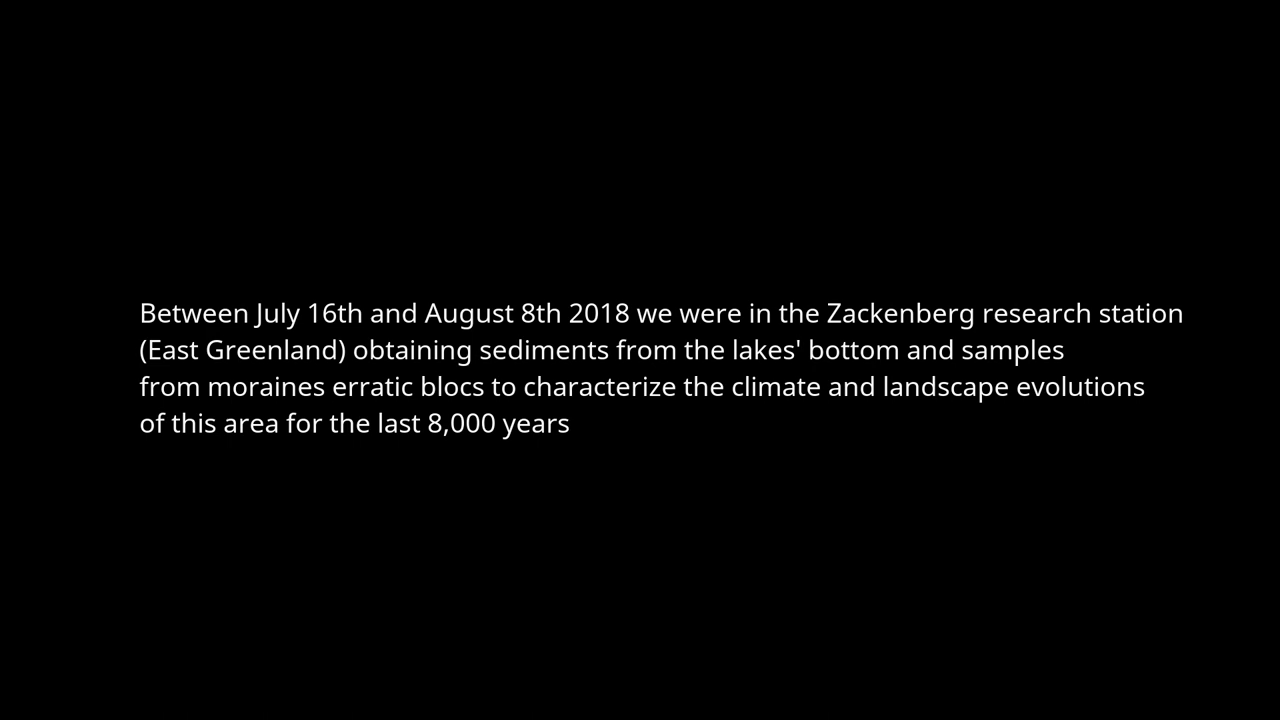 Between July 16th and August 8th 2018 we were in the Zackenberg research station
(East Greenland) obtaining sediments from the lakes' bottom and samples
from moraines erratic blocs to characterize the climate and landscape evolutions
of this area for the last 8,000 years